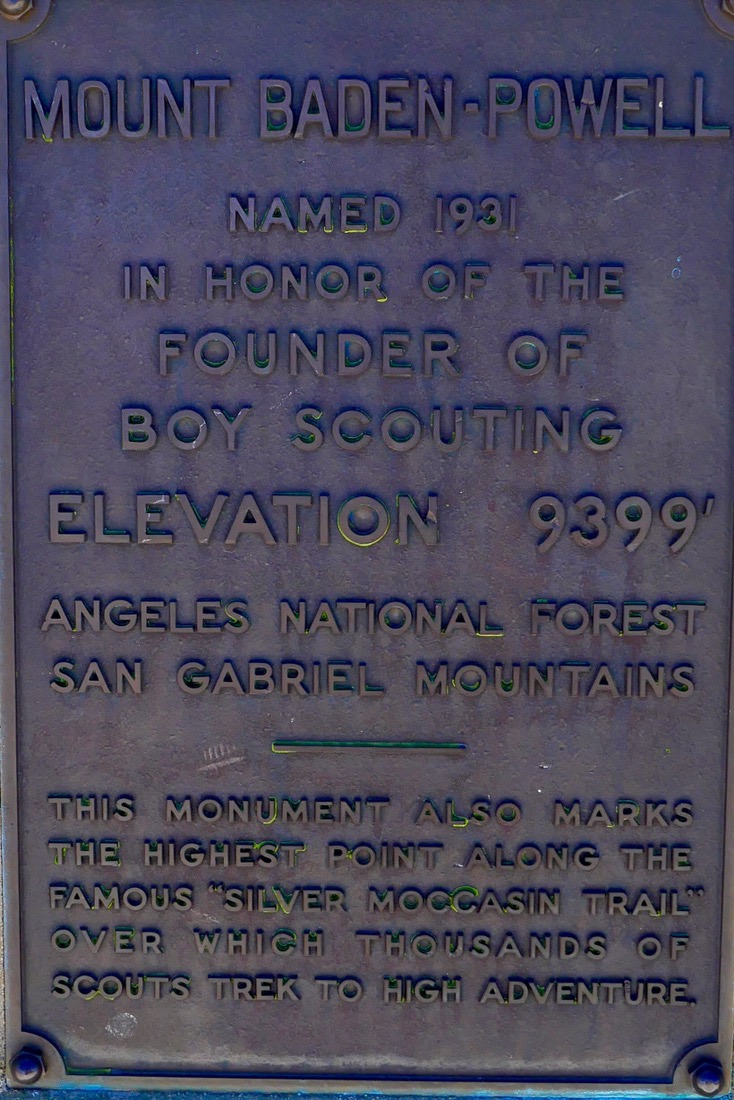 MOUNT BADEN-POWELL
NAMED 1931
IN HONOR OF THE
FOUNDER OF
BOY SCOUTING
ELEVATION 9399'
ANGELES NATIONAL FOREST
SAN GABRIEL MOUNTAINS
THIS MONUMENT ALSO MARKS
THE HIGHEST POINT ALONG THE
FAMOUS "SILVER MOCCASIN TRAIL"
OVER WHICH THOUSANDS OF
SCOUTS TREK TO HIGH ADVENTURE.